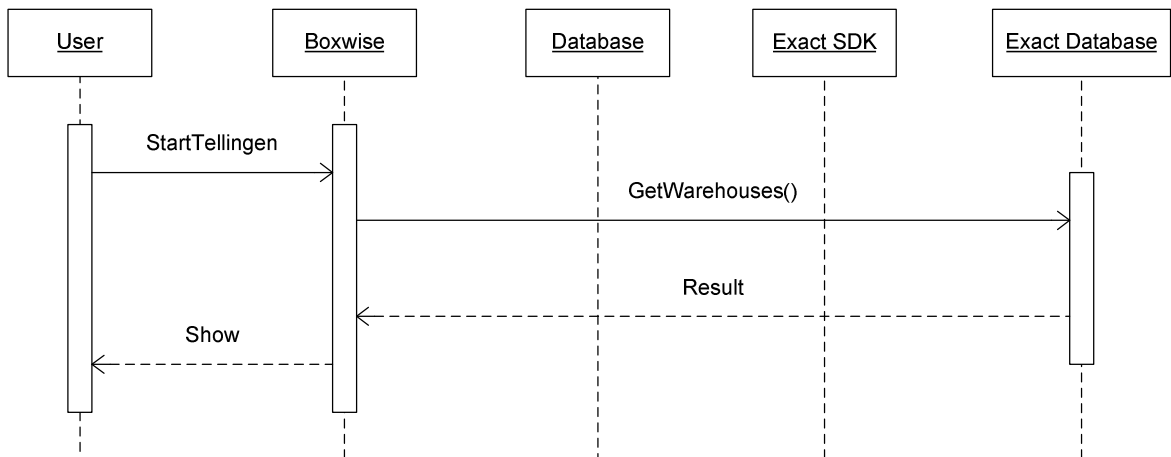 User
Boxwise
Database
Exact SDK
Exact Database
StartTellingen
GetWarehouses()
Result
Show